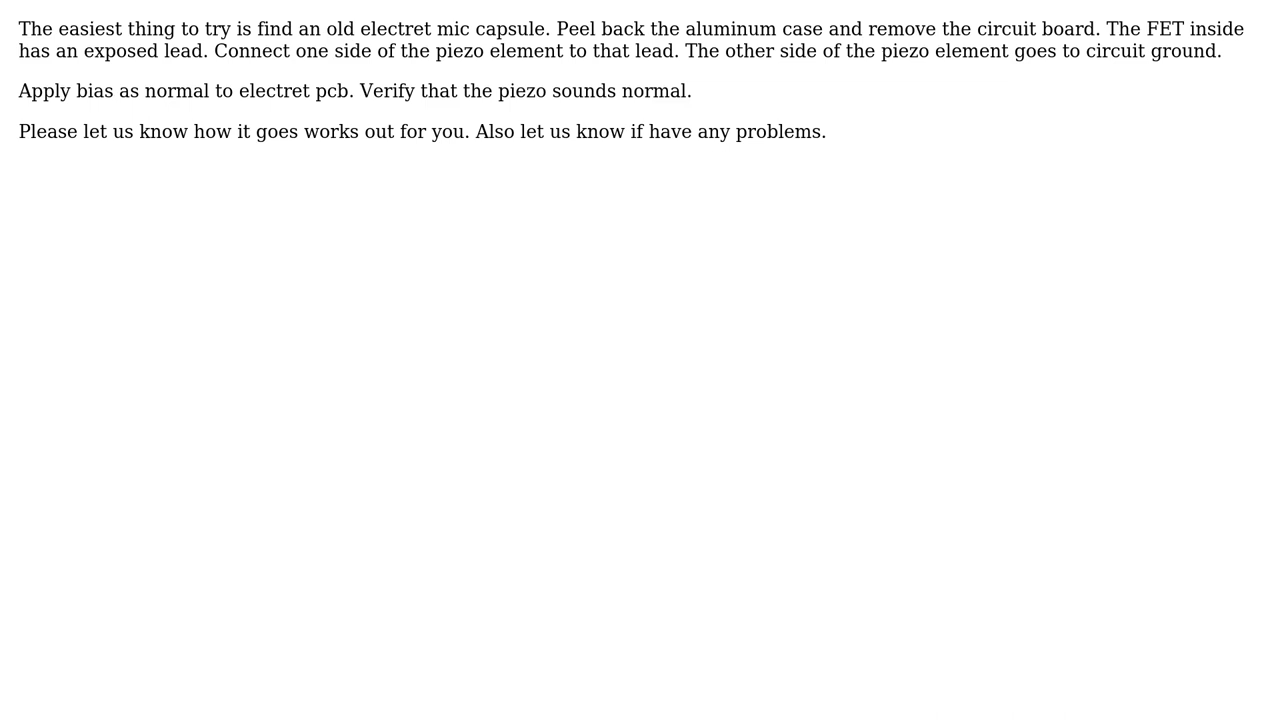 The easiest thing to try is find an old electret mic capsule. Peel back the aluminum case and remove the circuit board. The FET inside
has an exposed lead. Connect one side of the piezo element to that lead. The other side of the piezo element goes to circuit ground.
Apply bias as normal to electret pcb. Verify that the piezo sounds normal.
Please let us know how it goes works out for you. Also let us know if have any problems.